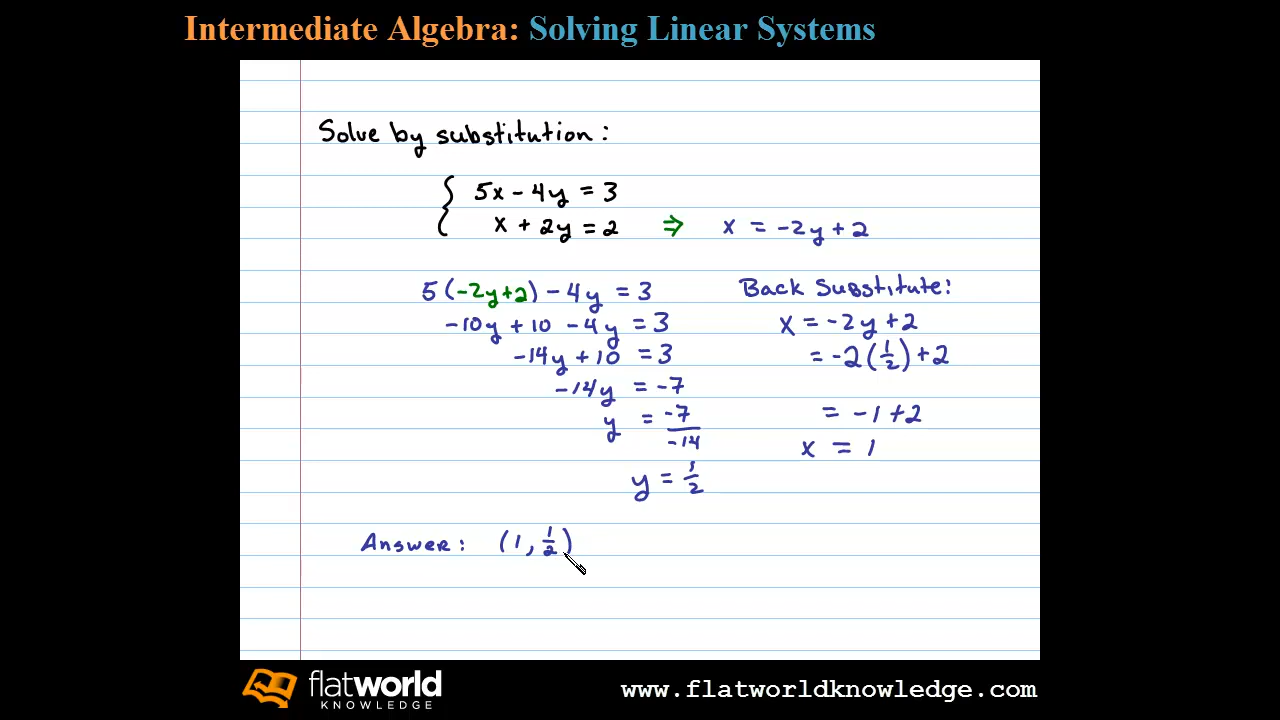 Intermediate Algebra: Solving Linear Systems
Solve by substitution:
5x - 4y = 3
x + 2y = 2 ⇒ x = -2y + 2
5(-2y+2) - 4y = 3
-10y + 10 - 4y = 3
-14y + 10 = 3
-14y = -7
y = -7/-14
y = 1/2
Back Substitute:
x = -2y + 2
= -2(1/2) + 2
= -1 + 2
x = 1
Answer: (1, 1/2)
flatworld
KNOWLEDGE
www.flatworldknowledge.com